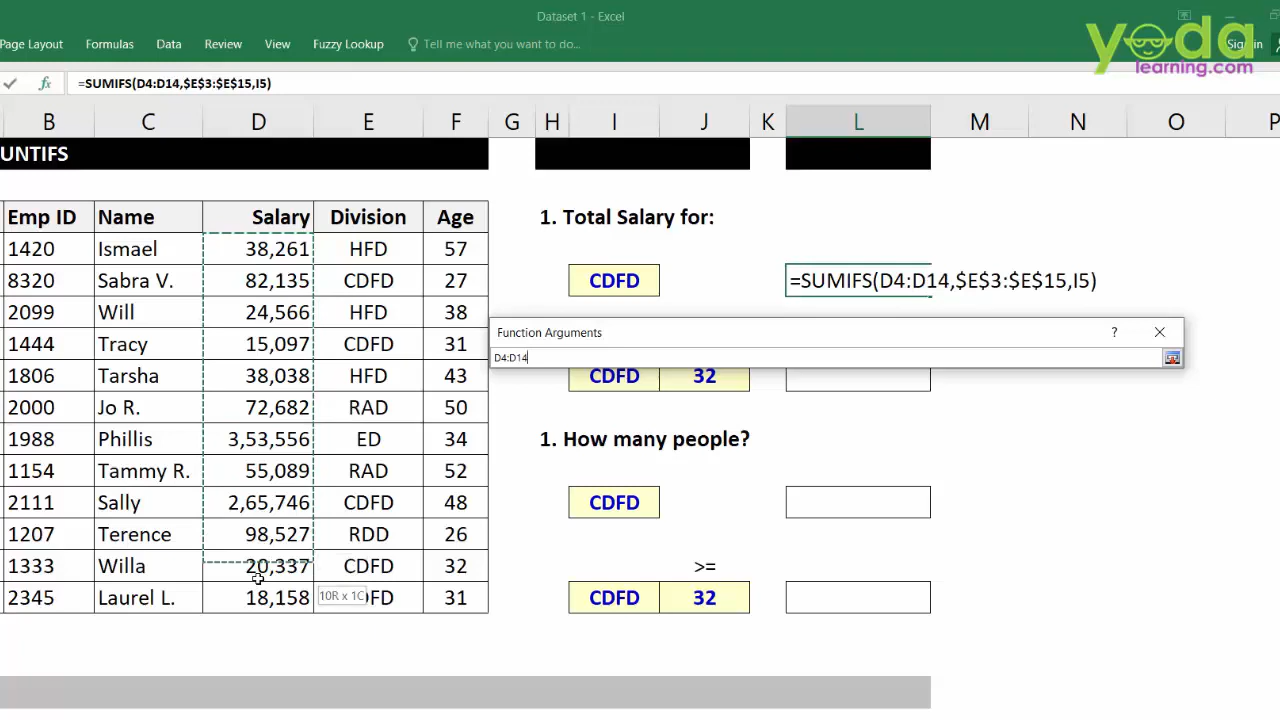 Dataset 1 - Excel
Page Layout Formulas Data Review View Fuzzy Lookup Tell me what you want to do...
yoda
learning.com
fx =SUMIFS(D4:D14,$E$3:$E$15,I5)
B C D E F G H I J K L M N O P
UNTIFS
Emp ID Name Salary Division Age
1. Total Salary for:
1420 Ismael 38,261 HFD 57
8320 Sabra V. 82,135 CDFD 27
CDFD =SUMIFS(D4:D14,$E$3:$E$15,I5)
2099 Will 24,566 HFD 38
Function Arguments ?
1444 Tracy 15,097 CDFD 31
D4:D14
1806 Tarsha 38,038 HFD 43
CDFD 32
2000 Jo R. 72,682 RAD 50
1988 Phillis 3,53,556 ED 34
1. How many people?
1154 Tammy R. 55,089 RAD 52
2111 Sally 2,65,746 CDFD 48
CDFD
1207 Terence 98,527 RDD 26
1333 Willa 20,337 CDFD 32
>=
2345 Laurel L. 18,158 FD 31
10R x 1C
CDFD 32